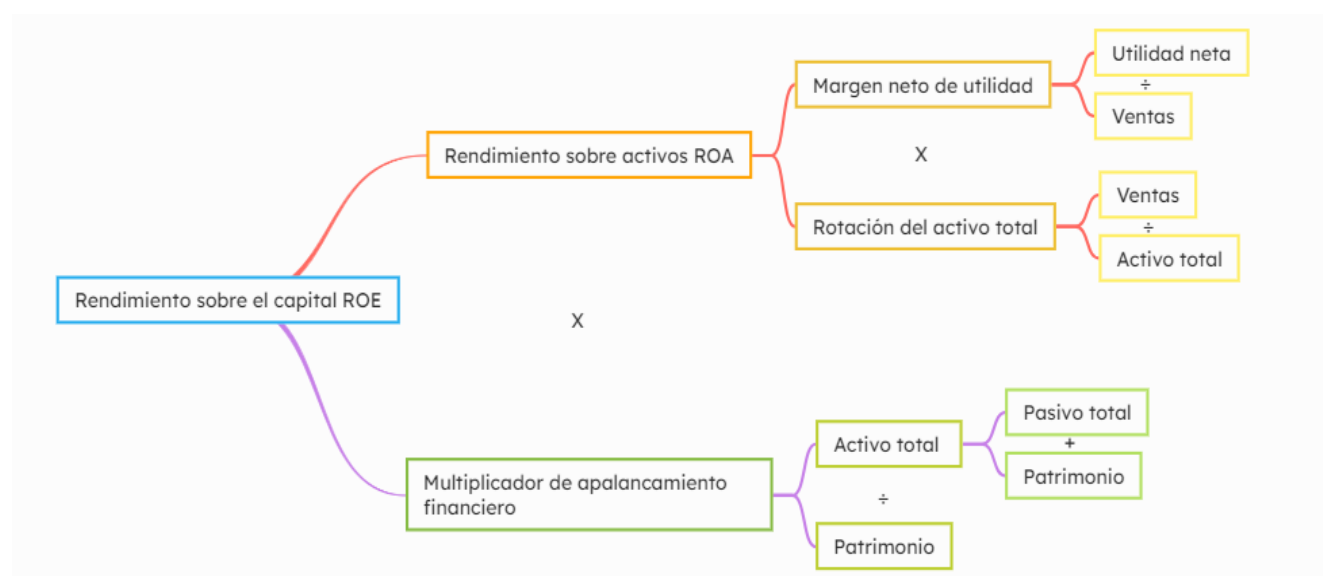 Utilidad neta
÷
Margen neto de utilidad
Ventas
Rendimiento sobre activos ROA
X
Ventas
÷
Rotación del activo total
Activo total
Rendimiento sobre el capital ROE
X
Pasivo total
+
Activo total
Patrimonio
Multiplicador de apalancamiento
financiero
÷
Patrimonio